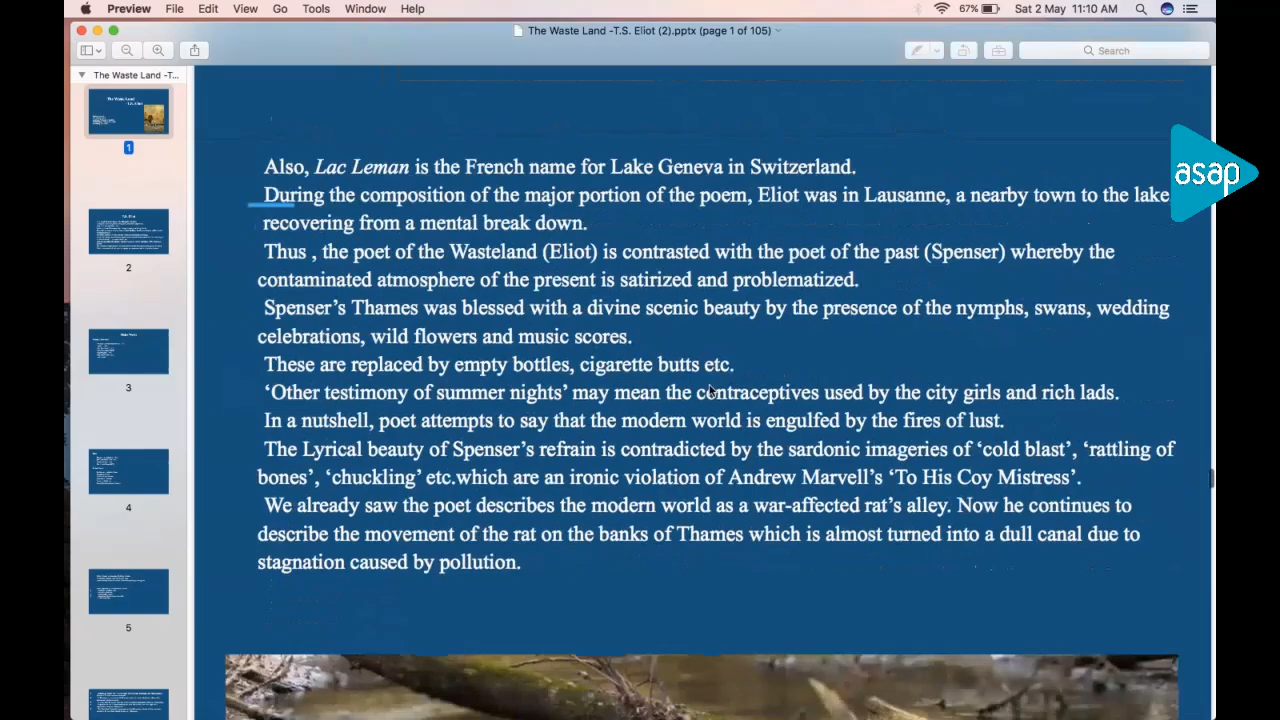 Preview File Edit View Go Tools Window Help 67% Sat 2 May 11:10 AM
The Waste Land -T.S. Eliot (2).pptx (page 1 of 105)
Search
The Waste Land -T...
1
2
3
4
5
asap
Also, Lac Leman is the French name for Lake Geneva in Switzerland.
During the composition of the major portion of the poem, Eliot was in Lausanne, a nearby town to the lake
recovering from a mental break down.
Thus , the poet of the Wasteland (Eliot) is contrasted with the poet of the past (Spenser) whereby the
contaminated atmosphere of the present is satirized and problematized.
Spenser’s Thames was blessed with a divine scenic beauty by the presence of the nymphs, swans, wedding
celebrations, wild flowers and music scores.
These are replaced by empty bottles, cigarette butts etc.
‘Other testimony of summer nights’ may mean the contraceptives used by the city girls and rich lads.
In a nutshell, poet attempts to say that the modern world is engulfed by the fires of lust.
The Lyrical beauty of Spenser’s refrain is contradicted by the sardonic imageries of ‘cold blast’, ‘rattling of
bones’, ‘chuckling’ etc.which are an ironic violation of Andrew Marvell’s ‘To His Coy Mistress’.
We already saw the poet describes the modern world as a war-affected rat’s alley. Now he continues to
describe the movement of the rat on the banks of Thames which is almost turned into a dull canal due to
stagnation caused by pollution.